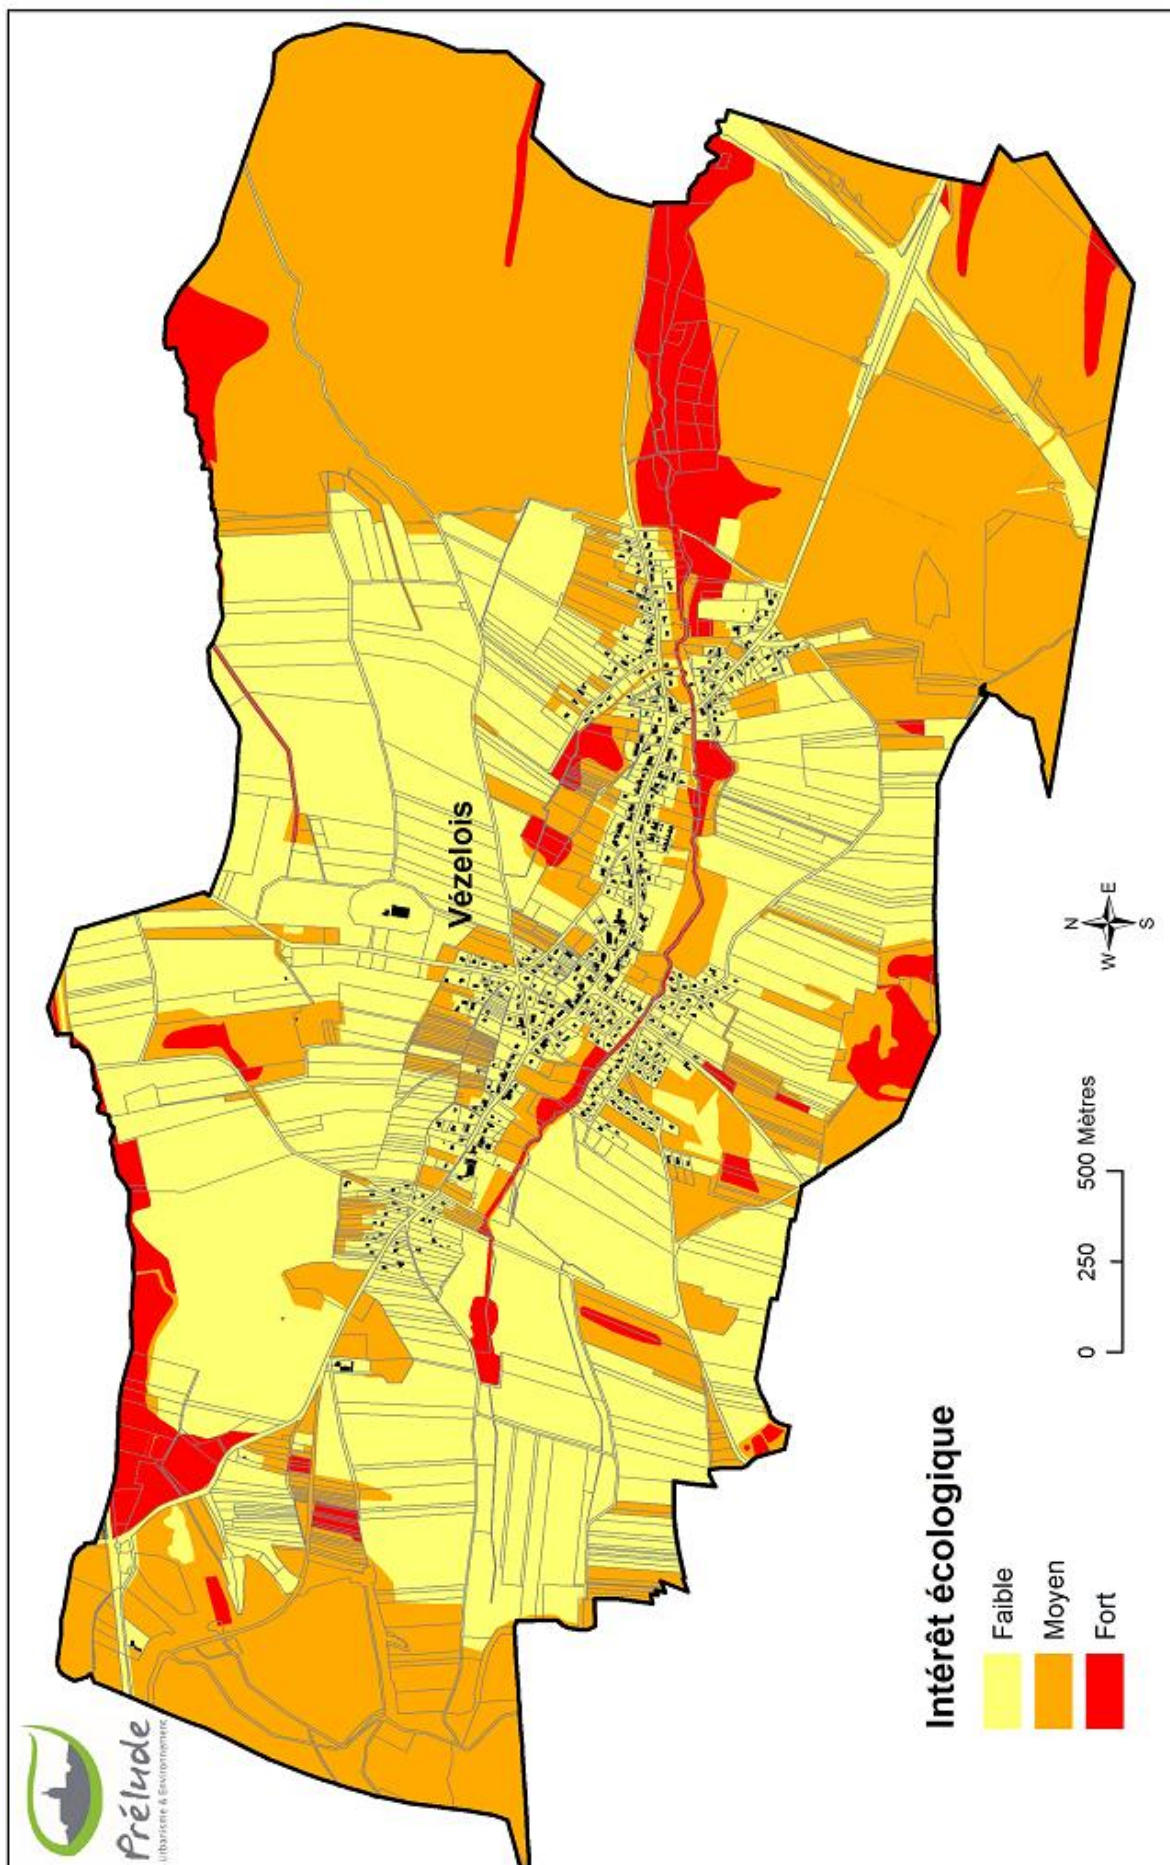 Prélude
Urbanisme & Environnement
Vézelois
Intérêt écologique
Faible
Moyen
Fort
0 250 500 Mètres
N
W E
S